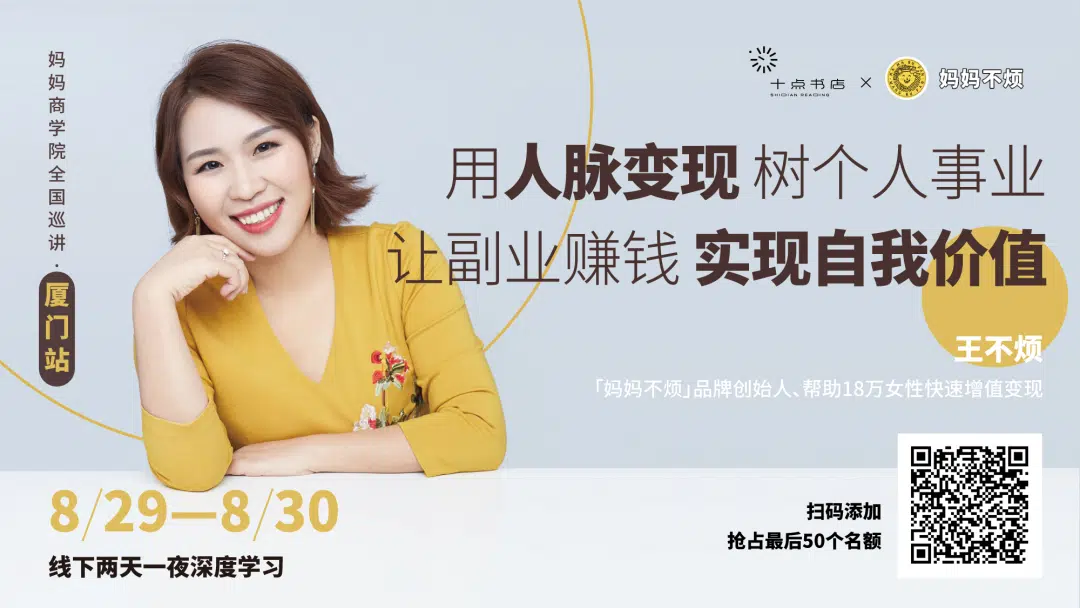 妈妈商学院全国巡讲·厦门站
十点书店 × 妈妈不烦
SHIDIAN READING
用人脉变现 树个人事业
让副业赚钱 实现自我价值
王不烦
「妈妈不烦」品牌创始人、帮助18万女性快速增值变现
8/29—8/30
线下两天一夜深度学习
扫码添加
抢占最后50个名额